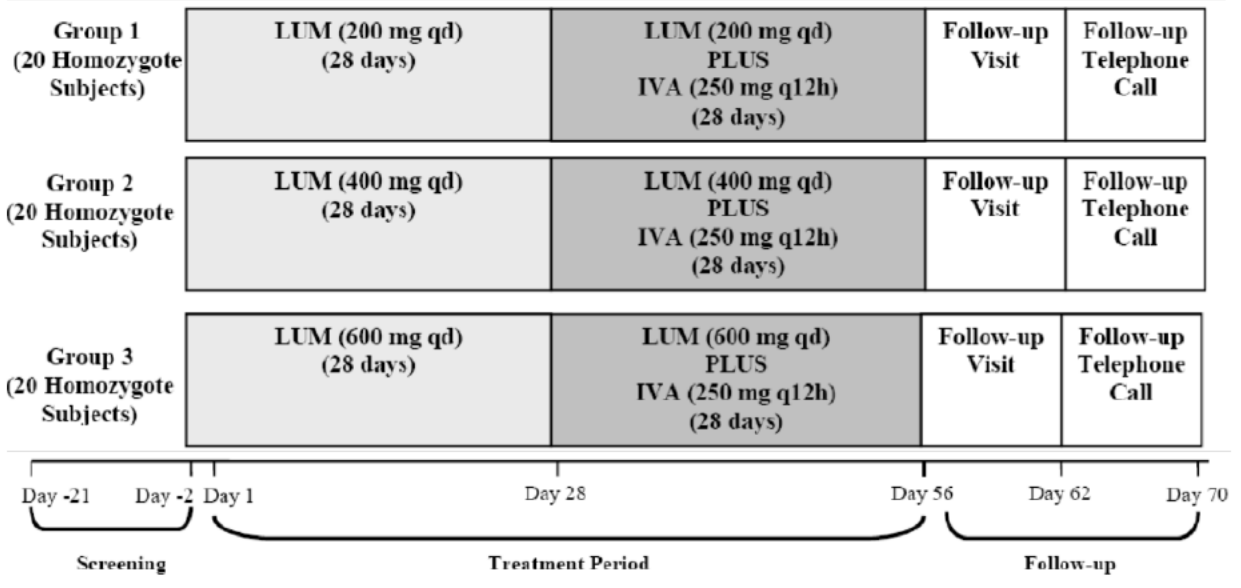 Group 1
(20 Homozygote
Subjects)
LUM (200 mg qd)
(28 days)
LUM (200 mg qd)
PLUS
IVA (250 mg q12h)
(28 days)
Follow-up
Visit
Follow-up
Telephone
Call
Group 2
(20 Homozygote
Subjects)
LUM (400 mg qd)
(28 days)
LUM (400 mg qd)
PLUS
IVA (250 mg q12h)
(28 days)
Follow-up
Visit
Follow-up
Telephone
Call
Group 3
(20 Homozygote
Subjects)
LUM (600 mg qd)
(28 days)
LUM (600 mg qd)
PLUS
IVA (250 mg q12h)
(28 days)
Follow-up
Visit
Follow-up
Telephone
Call
Day -21 Day -2 Day 1 Day 28 Day 56 Day 62 Day 70
Screening Treatment Period Follow-up